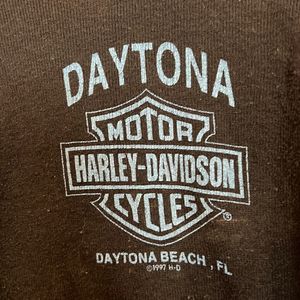 DAYTONA
MOTOR
HARLEY-DAVIDSON
CYCLES
®
DAYTONA BEACH, FL
©1997 H-D